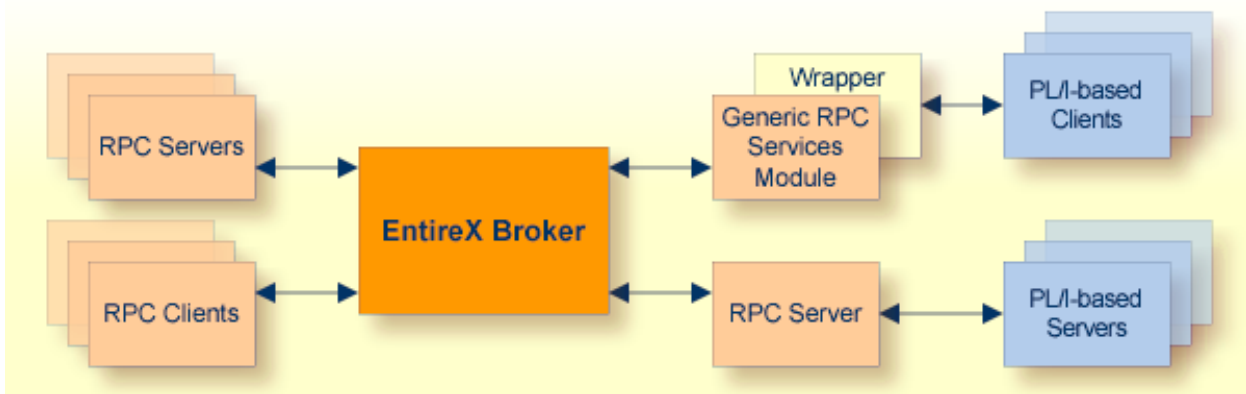 RPC Servers
RPC Clients
EntireX Broker
Wrapper
Generic RPC
Services
Module
RPC Server
PL/I-based
Clients
PL/I-based
Servers